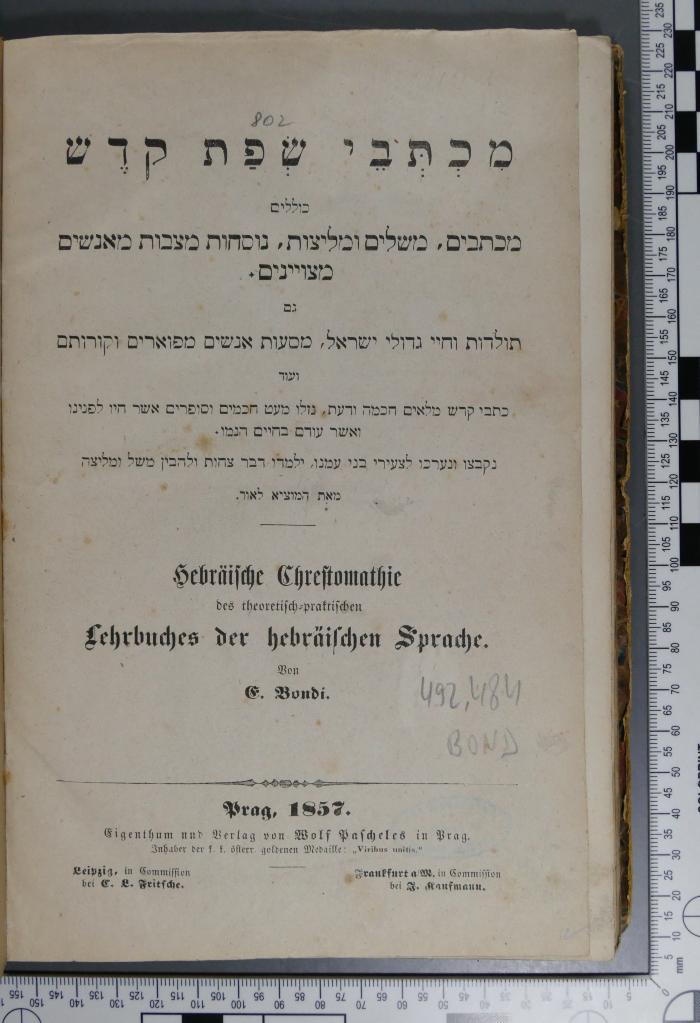 802
מִכְתְּבֵי שְׂפַת קֹדֶשׁ
כוללים
מכתבים, משלים ומליצות, נוסחות מצבות מאנשים
מצויינים.
גם
תולדות וחיי גדולי ישראל, מסעות אנשים מפוארים וקורותם
ועוד
כתבי קדש מלאים חכמה ודעת, נזלו מעט חכמים וסופרים אשר חיו לפנינו
ואשר עודם בחיים הנמו.
נקבצו ונערכו לצעירי בני עמנו, ילמדו דבר צחות ולהבין משל ומליצה
מאת המוציא לאור.
Hebräische Chrestomathie
des theoretisch-praktischen
Lehrbuches der hebräischen Sprache.
Von
E. Bondi.
492,484
BOND
Prag, 1857.
Eigenthum und Verlag von Wolf Pascheles in Prag.
Inhaber der k. k. österr. goldenen Medaille: „Viribus unitis."
Leipzig, in Commission
bei C. L. Fritsche.
Frankfurt a/M. in Commission
bei J. Kaufmann.